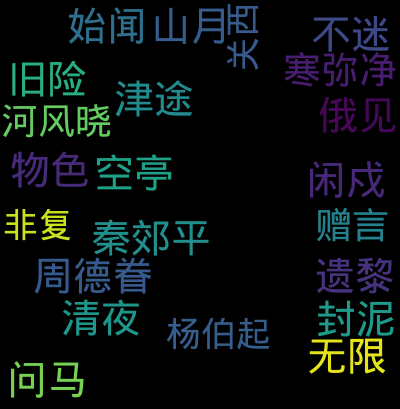 始闻
山月
关西
不迷
寒弥净
旧险
津途
俄见
河风晓
物色
空亭
闲戍
非复
秦郊平
赠言
周德眷
遗黎
清夜
杨伯起
封泥
无限
问马